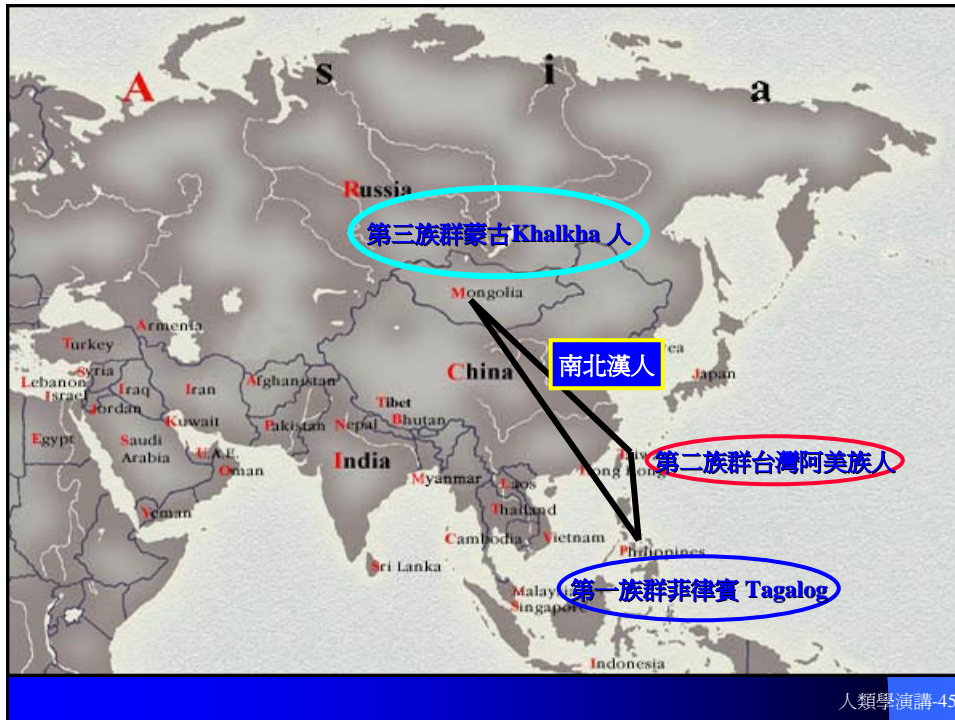 A s i a
Russia
第三族群蒙古Khalkha 人
Mongolia
Armenia
Turkey
Syria
Lebanon
Israel
Iraq
Iran
Afghanistan
China
南北漢人
Japan
Jordan
Kuwait
Pakistan
Nepal
Tibet
Bhutan
Egypt
Saudi
Arabia
U.A.E.
Oman
India
Myanmar
Laos
第二族群台灣阿美族人
Yemen
Thailand
Cambodia
Vietnam
Philippines
Sri Lanka
Malaysia
Singapore
第一族群菲律賓 Tagalog
Indonesia
人類學演講-45